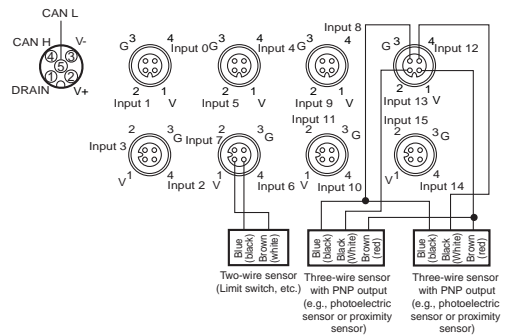 CAN L
CAN H
V-
4 3
5
1 2
DRAIN
V+
3 4
G
Input 0
2 1
Input 1 V
3 4
G
Input 4
2 1
Input 5 V
Input 8
3 4
G
2 1
Input 9 V
3 4
G
Input 12
2 1
Input 13 V
2 3
Input 3
G
1 4
V
Input 2
2 3
Input 7
G
1 4
V
Input 6
Input 11
2 3
G
1 4
V
Input 10
Input 15
2 3
G
1 4
V
Input 14
Blue (black)
Brown (white)
Blue (black)
Black (White)
Brown (red)
Blue (black)
Black (White)
Brown (red)
Two-wire sensor
(Limit switch, etc.)
Three-wire sensor
with PNP output
(e.g., photoelectric
sensor or proximity
sensor)
Three-wire sensor
with PNP output
(e.g., photoelectric
sensor or proximity
sensor)